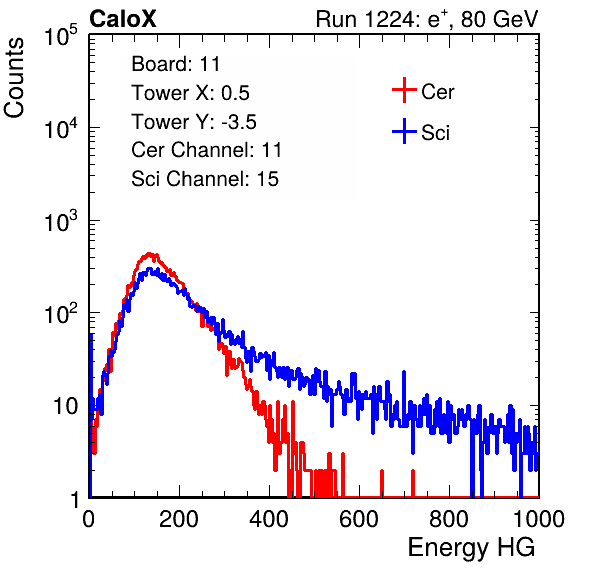 CaloX Run 1224: e⁺, 80 GeV
Counts
10⁵
10⁴
10³
10²
10
1
Board: 11
Tower X: 0.5
Tower Y: -3.5
Cer Channel: 11
Sci Channel: 15
Cer
Sci
0 200 400 600 800 1000
Energy HG